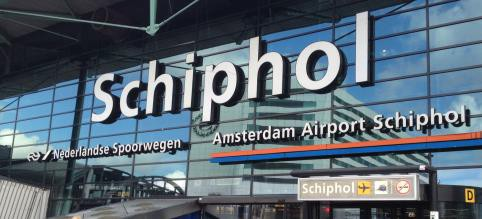 Schiphol
Nederlandse Spoorwegen
Amsterdam Airport Schiphol
Schiphol
D